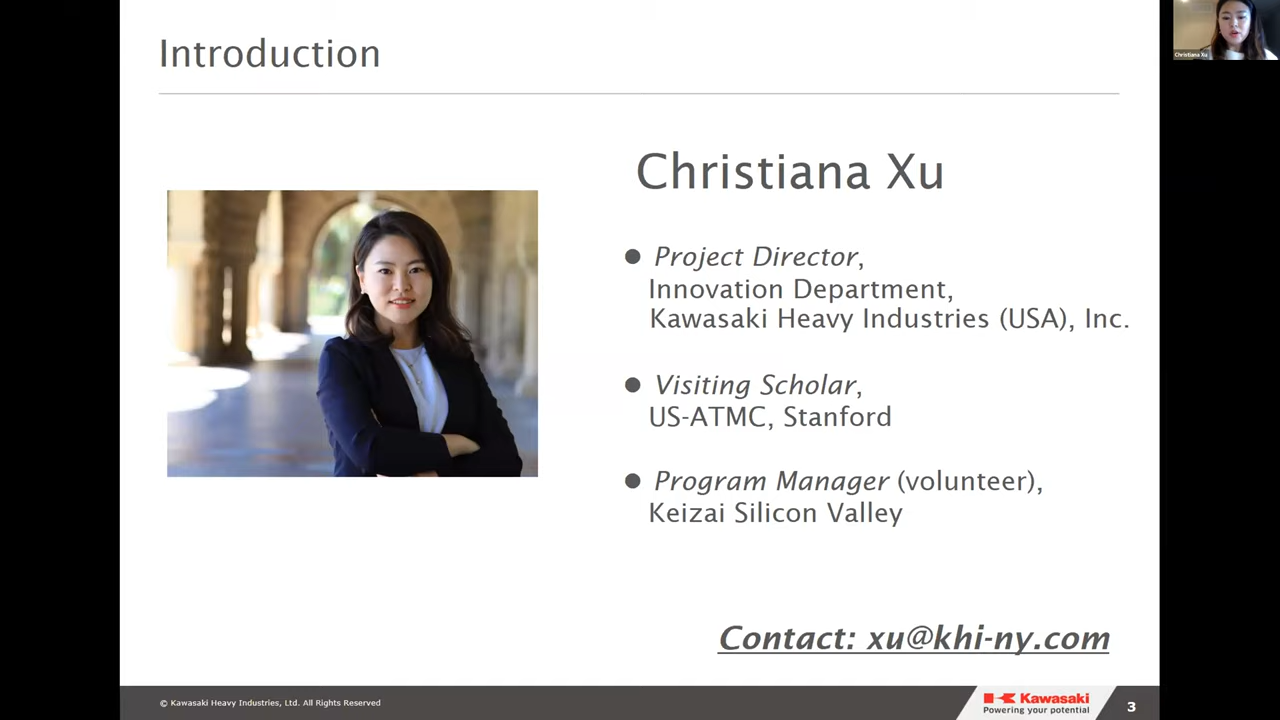 Introduction
Christiana Xu
Christiana Xu
● Project Director,
Innovation Department,
Kawasaki Heavy Industries (USA), Inc.
● Visiting Scholar,
US-ATMC, Stanford
● Program Manager (volunteer),
Keizai Silicon Valley
Contact: xu@khi-ny.com
© Kawasaki Heavy Industries, Ltd. All Rights Reserved
Kawasaki
Powering your potential
3